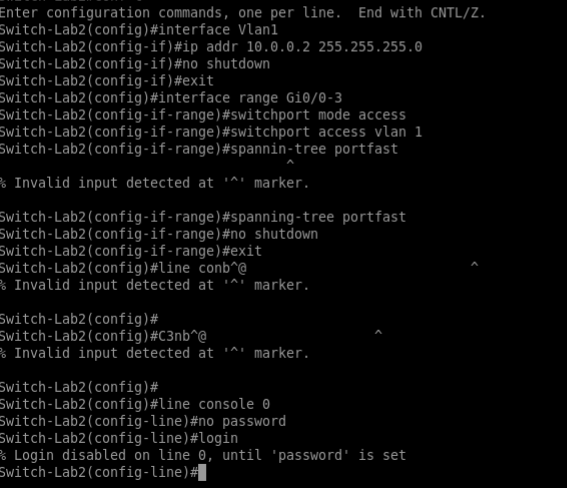 Enter configuration commands, one per line.  End with CNTL/Z.
Switch-Lab2(config)#interface Vlan1
Switch-Lab2(config-if)#ip addr 10.0.0.2 255.255.255.0
Switch-Lab2(config-if)#no shutdown
Switch-Lab2(config-if)#exit
Switch-Lab2(config)#interface range Gi0/0-3
Switch-Lab2(config-if-range)#switchport mode access
Switch-Lab2(config-if-range)#switchport access vlan 1
Switch-Lab2(config-if-range)#spannin-tree portfast
^
% Invalid input detected at '^' marker.
Switch-Lab2(config-if-range)#spanning-tree portfast
Switch-Lab2(config-if-range)#no shutdown
Switch-Lab2(config-if-range)#exit
Switch-Lab2(config)#line conb^@                           ^
% Invalid input detected at '^' marker.
Switch-Lab2(config)#
Switch-Lab2(config)#C3nb^@                    ^
% Invalid input detected at '^' marker.
Switch-Lab2(config)#
Switch-Lab2(config)#line console 0
Switch-Lab2(config-line)#no password
Switch-Lab2(config-line)#login
% Login disabled on line 0, until 'password' is set
Switch-Lab2(config-line)#